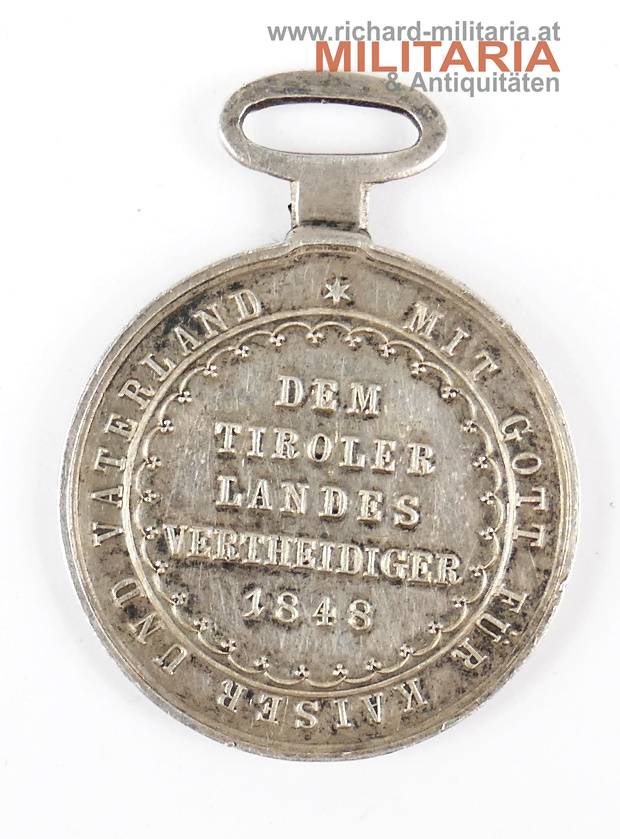 www.richard-militaria.at
MILITARIA
& Antiquitäten
* MIT GOTT FÜR KAISER UND VATERLAND
DEM
TIROLER
LANDES
VERTHEIDIGER
1848